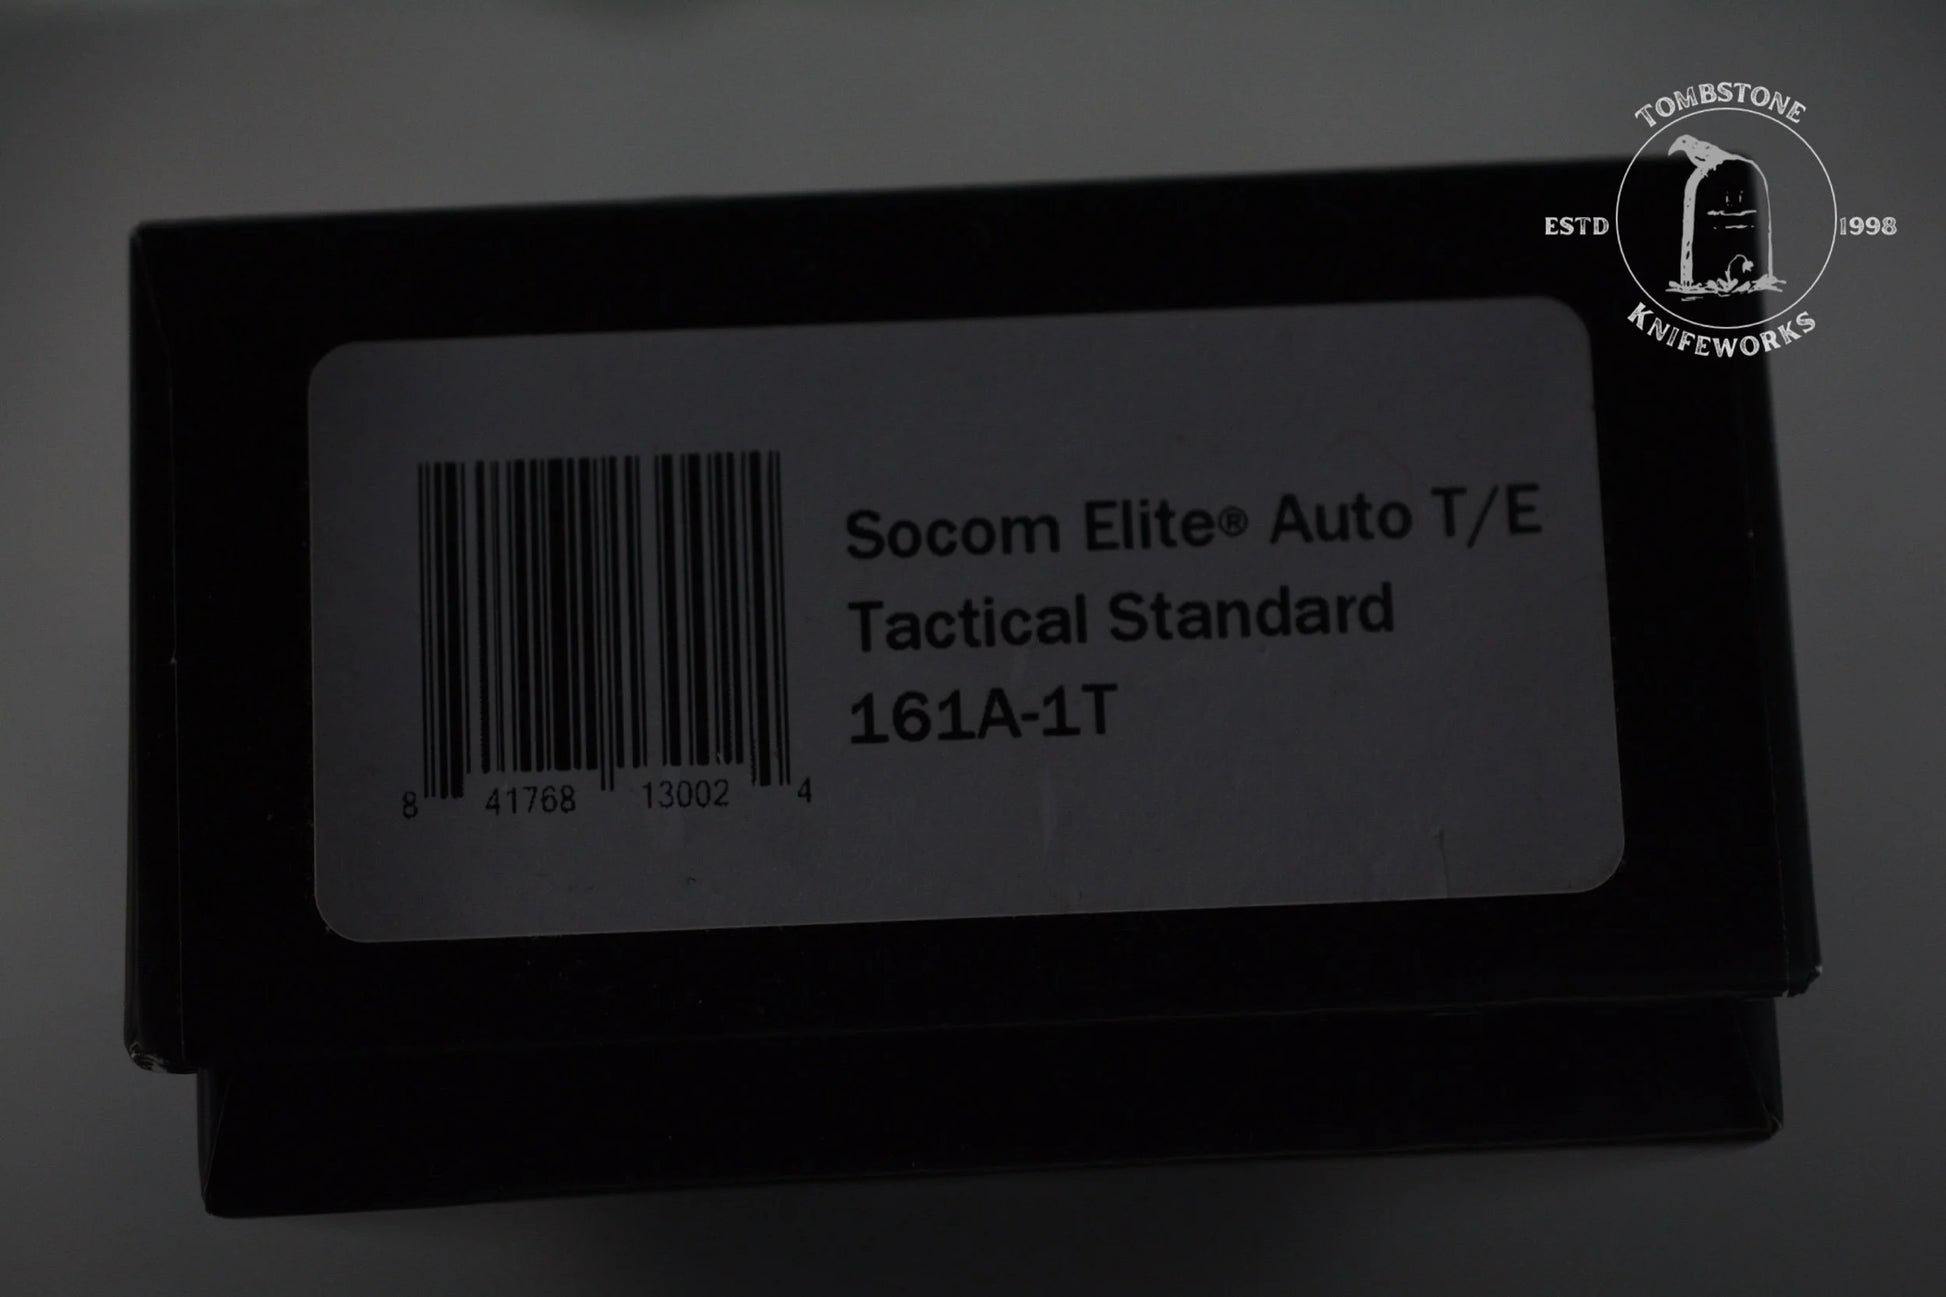 TOMBSTONE
ESTD 1998
KNIFEWORKS
Socom Elite® Auto T/E
Tactical Standard
161A-1T
8 41768 13002 4